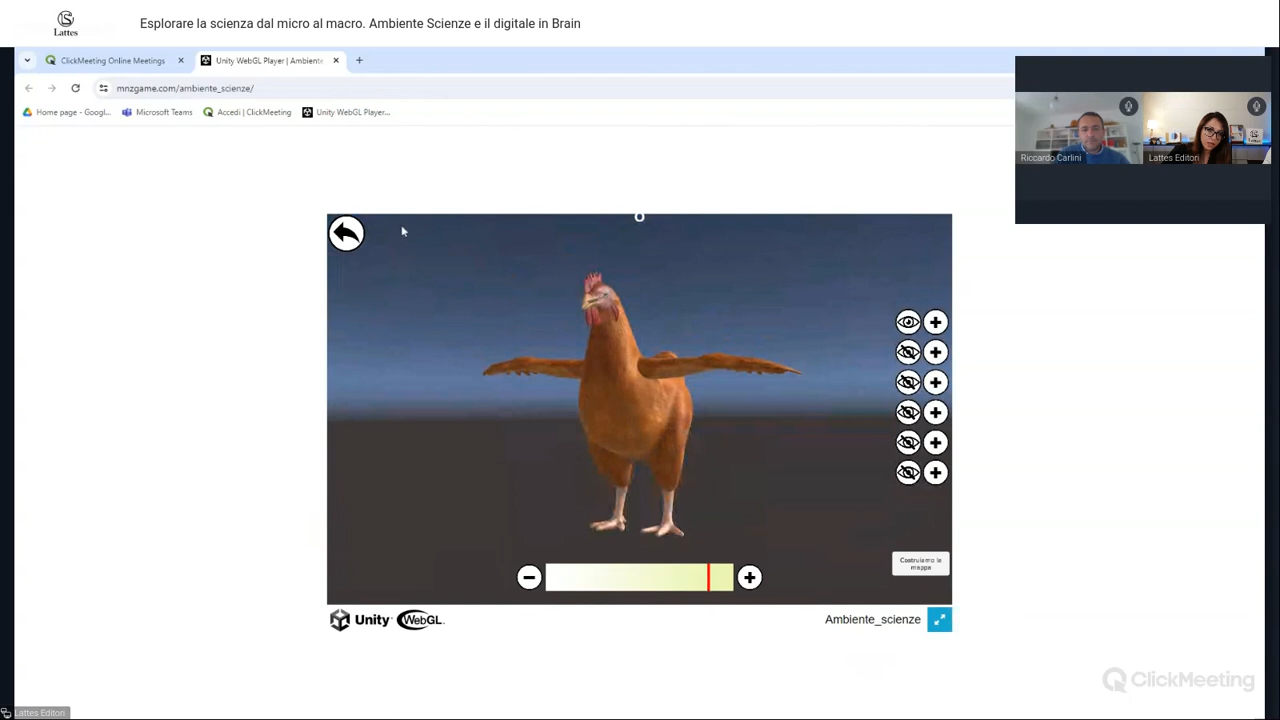 Lattes
Esplorare la scienza dal micro al macro. Ambiente Scienze e il digitale in Brain
ClickMeeting Online Meetings
Unity WebGL Player | Ambiente
mnzgame.com/ambiente_scienze/
Home page - Googl...
Microsoft Teams
Accedi | ClickMeeting
Unity WebGL Player...
Riccardo Carlini
Lattes Editori
Costruiamo la
mappa
Unity
WebGL.
Ambiente_scienze
ClickMeeting
Lattes Editori